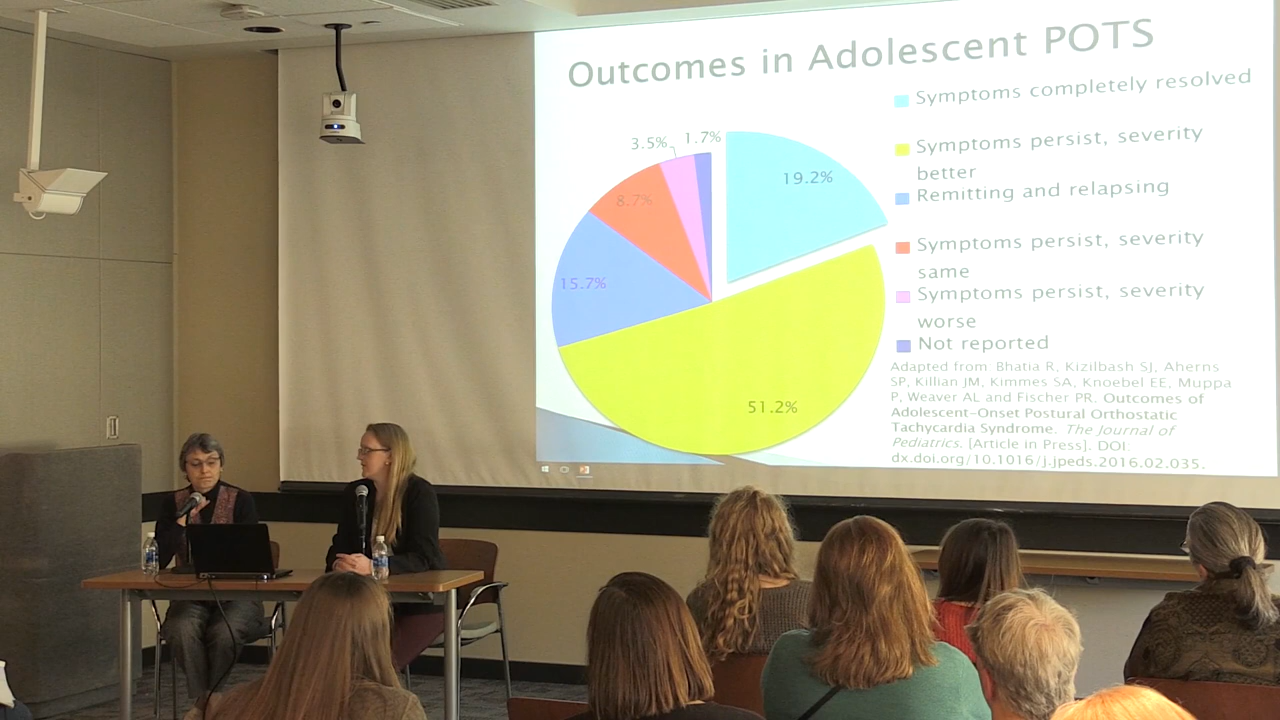 Outcomes in Adolescent POTS
3.5%
1.7%
19.2%
8.7%
15.7%
51.2%
Symptoms completely resolved
Symptoms persist, severity
better
Remitting and relapsing
Symptoms persist, severity
same
Symptoms persist, severity
worse
Not reported
Adapted from Bhatia R, Kizilbash SJ, Aherns
SP, Killian JM, Kimmes SA, Knoebel EE, Muppa
P, Weaver AL and Fischer PR. Outcomes of
Adolescent-Onset Postural Orthostatic
Tachycardia Syndrome. The Journal of
Pediatrics. [Article in Press]. DOI:
dx.doi.org/10.1016/j.jpeds.2016.02.035.